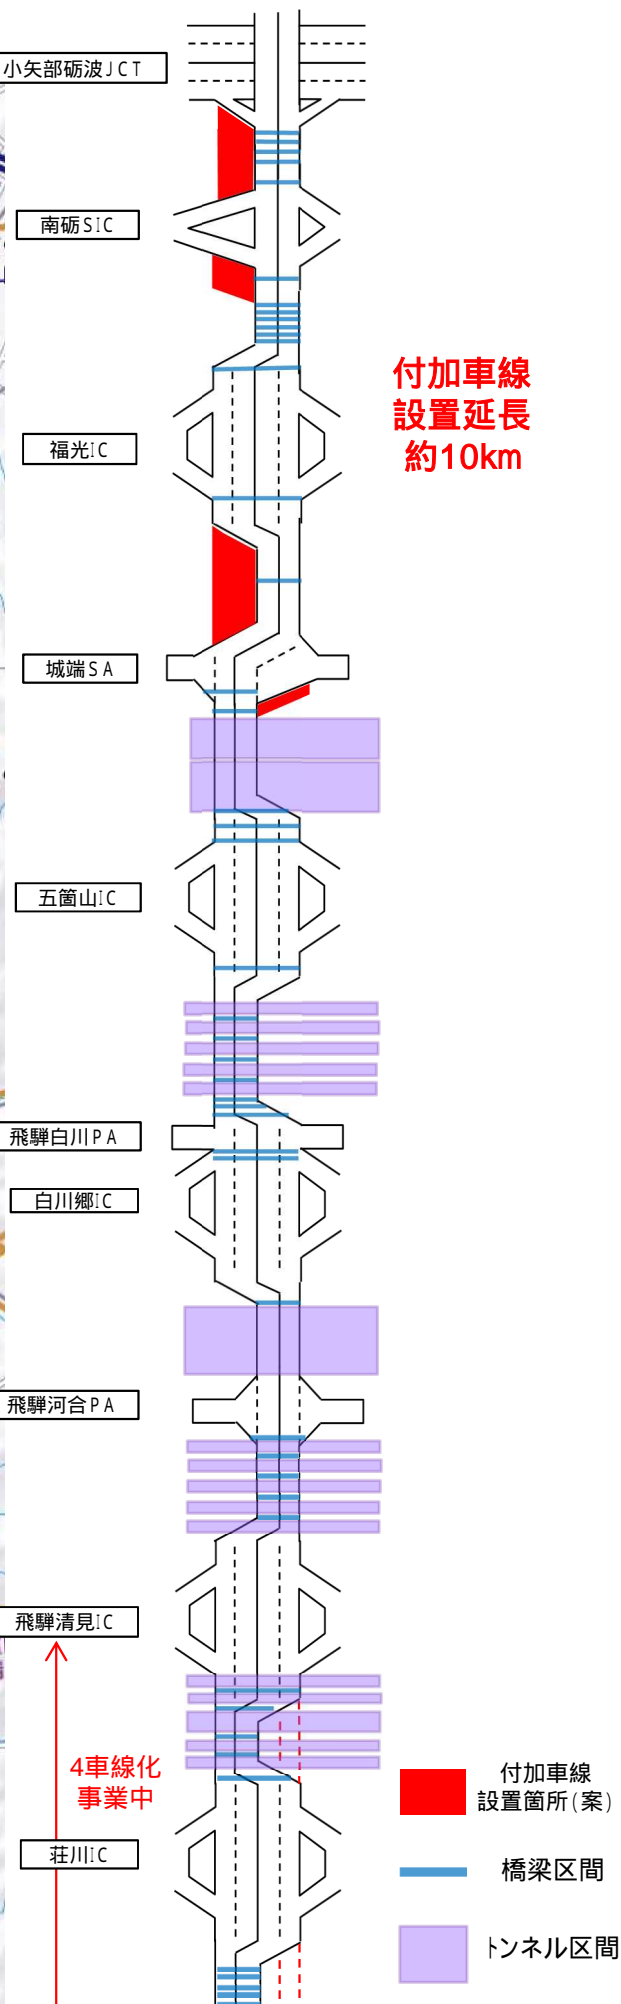 小矢部砺波JCT
南砺SIC
付加車線
設置延長
約10km
福光IC
城端SA
五箇山IC
飛騨白川PA
白川郷IC
飛騨河合PA
飛騨清見IC
4車線化
事業中
荘川IC
付加車線
設置箇所(案)
橋梁区間
トンネル区間